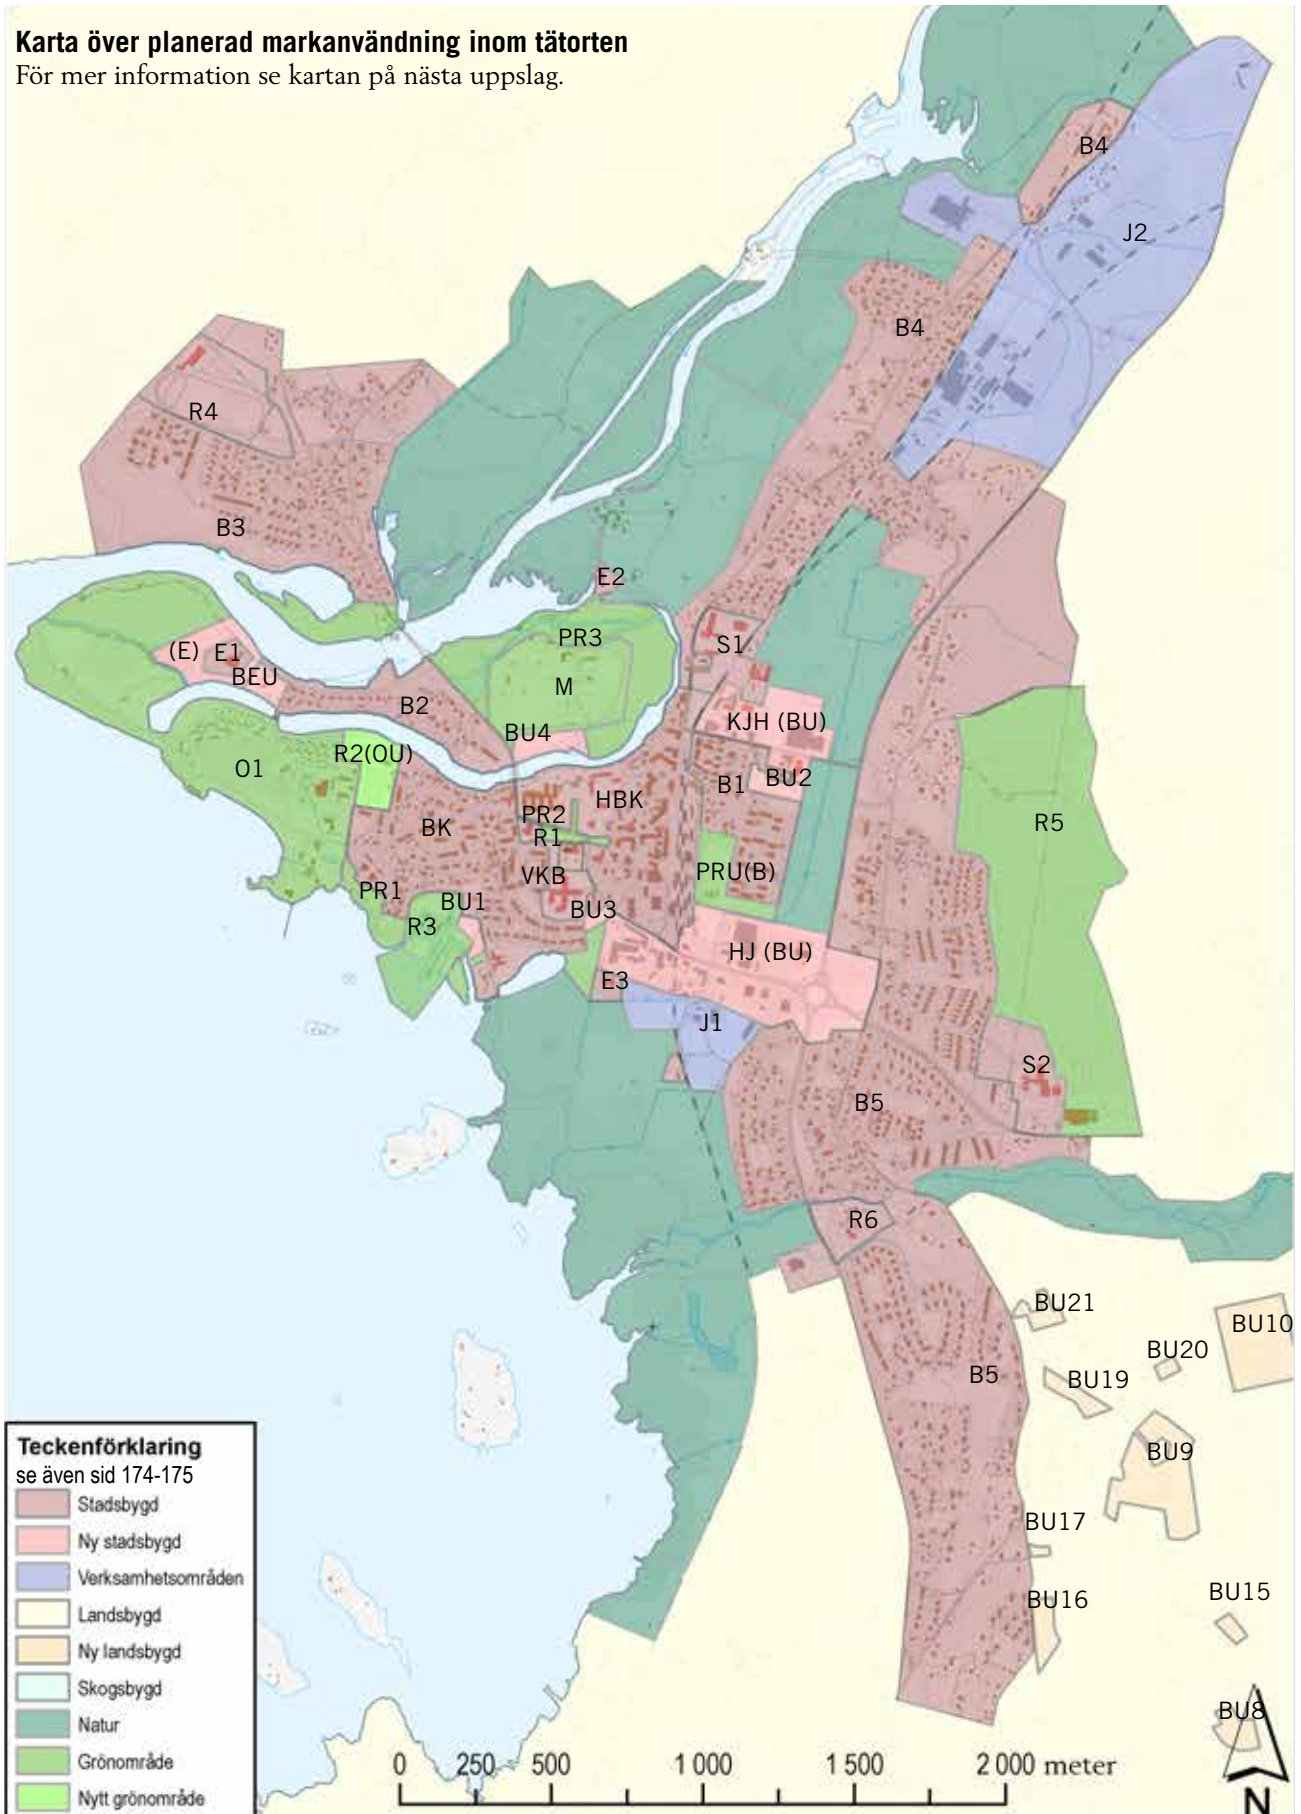 Karta över planerad markanvändning inom tätorten
För mer information se kartan på nästa uppslag.
B4
J2
B4
R4
B3
E2
PR3
S1
(E)
E1
BEU
M
B2
KJH (BU)
BU4
R2(OU)
O1
B1
BU2
HBK
PR2
BK
R1
R5
VKB
PRU(B)
PR1
BU1
BU3
R3
HJ (BU)
E3
J1
S2
B5
R6
BU21
BU10
BU20
B5
BU19
BU9
BU17
BU16
BU15
BU8
Teckenförklaring
se även sid 174-175
Stadsbygd
Ny stadsbygd
Verksamhetsområden
Landsbygd
Ny landsbygd
Skogsbygd
Natur
Grönområde
Nytt grönområde
0 250 500 1 000 1 500 2 000 meter
N